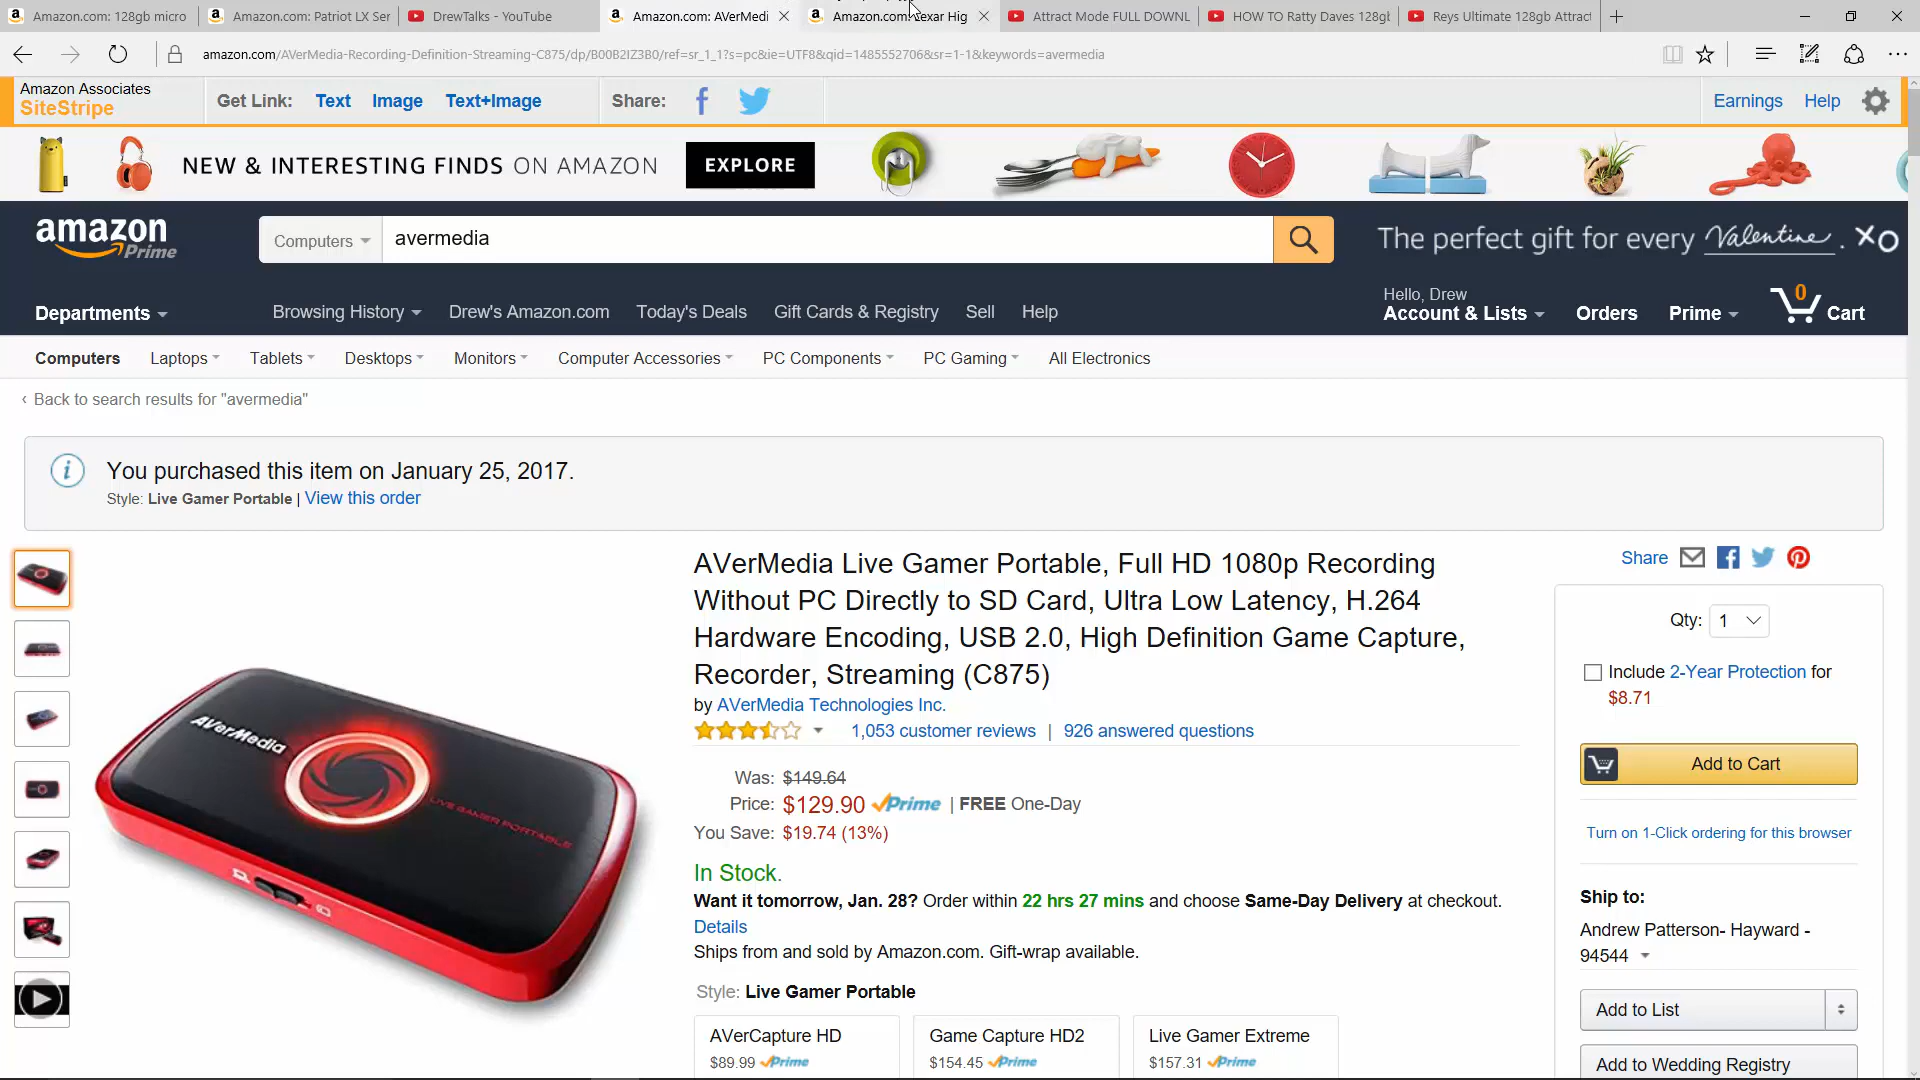 Amazon.com: 128gb micro
Amazon.com: Patriot LX Ser
DrewTalks - YouTube
Amazon.com: AVerMedi
Amazon.com: Lexar Hig
Attract Mode FULL DOWNL
HOW TO Ratty Daves 128gb
Reys Ultimate 128gb Attract
amazon.com/AVerMedia-Recording-Definition-Streaming-C875/dp/B00B2IZ3B0/ref=sr_1_1?s=pc&ie=UTF8&qid=1485552706&sr=1-1&keywords=avermedia
Amazon Associates
SiteStripe
Get Link: Text Image Text+Image
Share:
Earnings Help
NEW & INTERESTING FINDS ON AMAZON EXPLORE
amazon
Prime
Computers
avermedia
The perfect gift for every Valentine. XO
Departments
Browsing History Drew's Amazon.com Today's Deals Gift Cards & Registry Sell Help
Hello, Drew
Account & Lists
Orders
Prime
0
Cart
Computers Laptops Tablets Desktops Monitors Computer Accessories PC Components PC Gaming All Electronics
‹ Back to search results for "avermedia"
You purchased this item on January 25, 2017.
Style: Live Gamer Portable | View this order
AVerMedia
LIVE GAMER PORTABLE
AVerMedia Live Gamer Portable, Full HD 1080p Recording
Without PC Directly to SD Card, Ultra Low Latency, H.264
Hardware Encoding, USB 2.0, High Definition Game Capture,
Recorder, Streaming (C875)
by AVerMedia Technologies Inc.
1,053 customer reviews | 926 answered questions
Was: $149.64
Price: $129.90 Prime | FREE One-Day
You Save: $19.74 (13%)
In Stock.
Want it tomorrow, Jan. 28? Order within 22 hrs 27 mins and choose Same-Day Delivery at checkout.
Details
Ships from and sold by Amazon.com. Gift-wrap available.
Style: Live Gamer Portable
AVerCapture HD
$89.99 Prime
Game Capture HD2
$154.45 Prime
Live Gamer Extreme
$157.31 Prime
Share
Qty: 1
Include 2-Year Protection for
$8.71
Add to Cart
Turn on 1-Click ordering for this browser
Ship to:
Andrew Patterson- Hayward -
94544
Add to List
Add to Wedding Registry